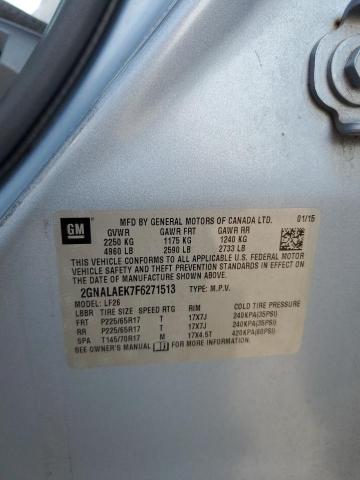 GM
MFD BY GENERAL MOTORS OF CANADA LTD. 01/15
GVWR GAWR FRT GAWR RR
2250 KG 1175 KG 1240 KG
4960 LB 2590 LB 2733 LB
THIS VEHICLE CONFORMS TO ALL APPLICABLE U.S. FEDERAL MOTOR
VEHICLE SAFETY AND THEFT PREVENTION STANDARDS IN EFFECT ON
THE DATE OF MANUFACTURE SHOWN ABOVE.
2GNALAEK7F6271513 TYPE: M.P.V.
MODEL: LF26
LBBR TIRE SIZE SPEED RTG RIM COLD TIRE PRESSURE
FRT P225/65R17 17X7J 240KPA(35PSI)
RR P225/65R17 17X7J 240KPA(35PSI)
SPA T145/70R17 M 17X4.5T 420KPA(60PSI)
SEE OWNER'S MANUAL FOR ADDITIONAL INFORMATION.